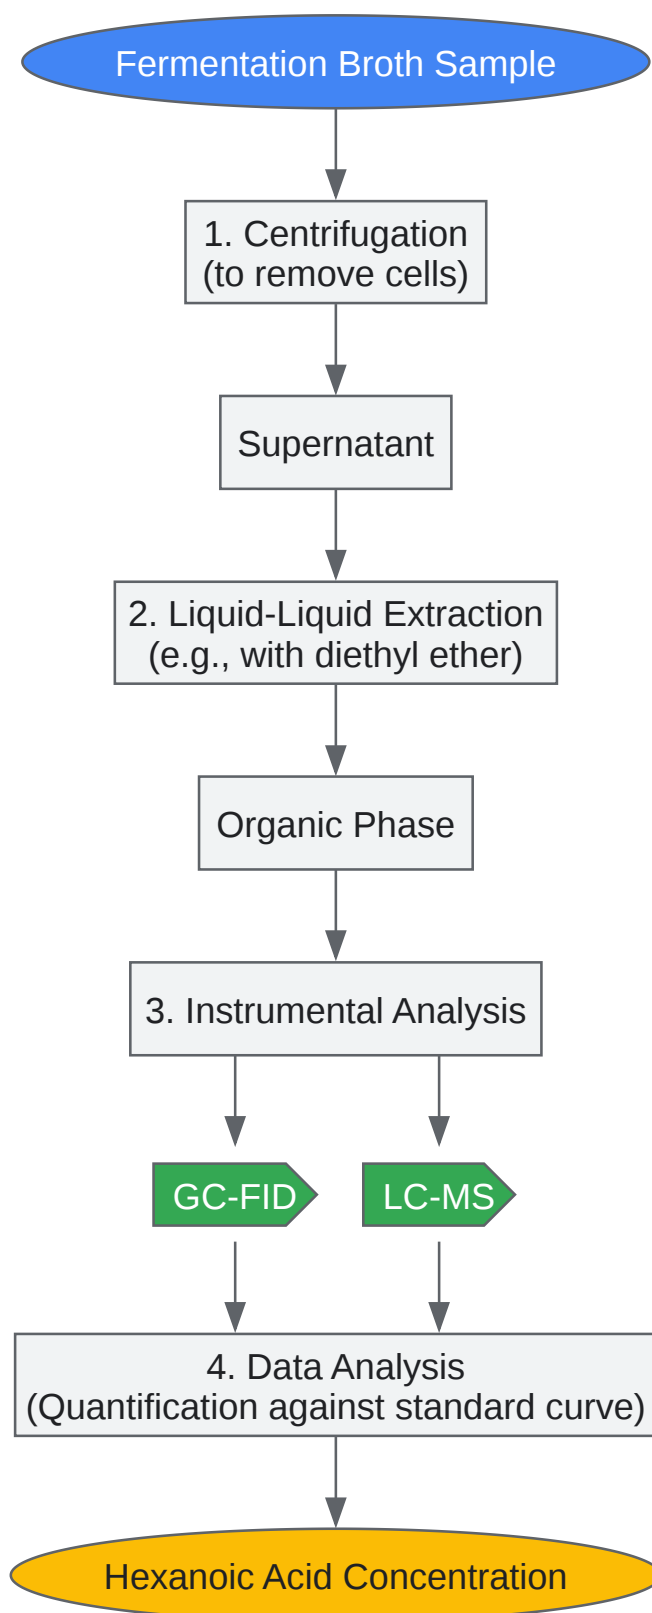 Fermentation Broth Sample
1. Centrifugation
(to remove cells)
Supernatant
2. Liquid-Liquid Extraction
(e.g., with diethyl ether)
Organic Phase
3. Instrumental Analysis
GC-FID
LC-MS
4. Data Analysis
(Quantification against standard curve)
Hexanoic Acid Concentration